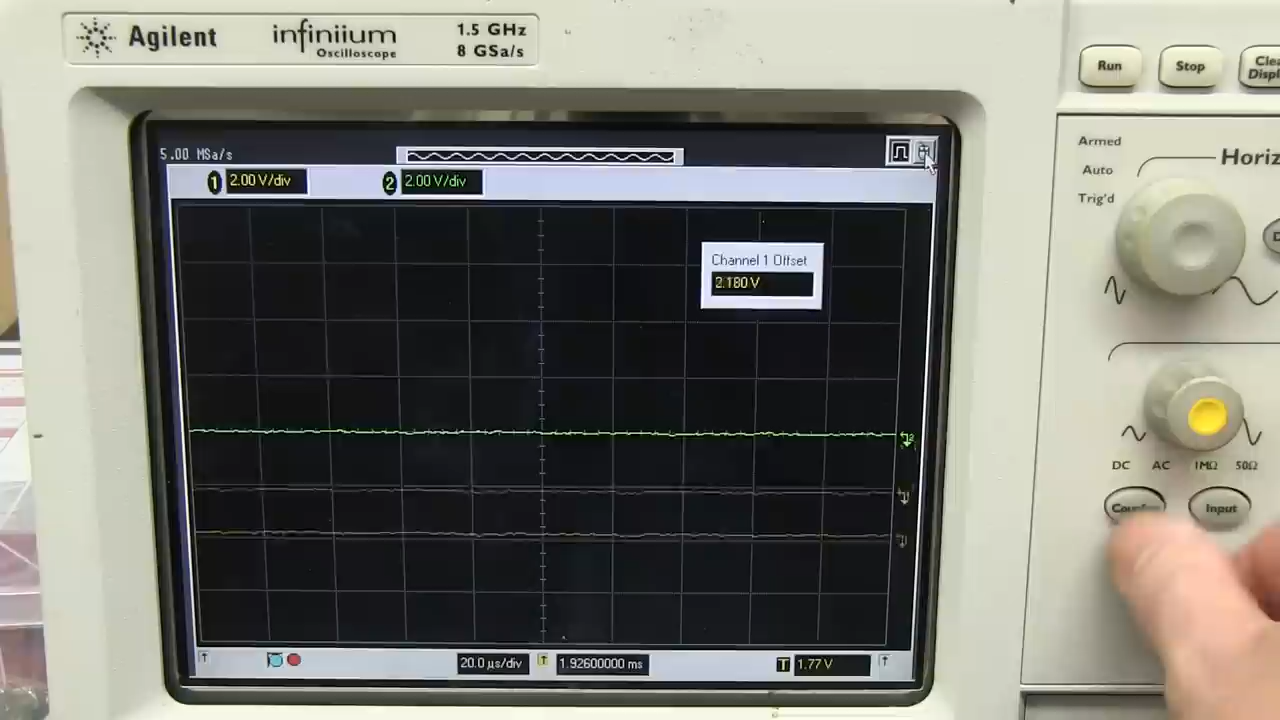 Agilent
infiniium
Oscilloscope
1.5 GHz
8 GSa/s
Run
Stop
5.00 MSa/s
1
2.00 V/div
2
2.00 V/div
Armed
Auto
Trig'd
Channel 1 Offset
2.180 V
DC
AC
1MΩ
50Ω
Input
20.0 µs/div
1.92600000 ms
T
1.77 V